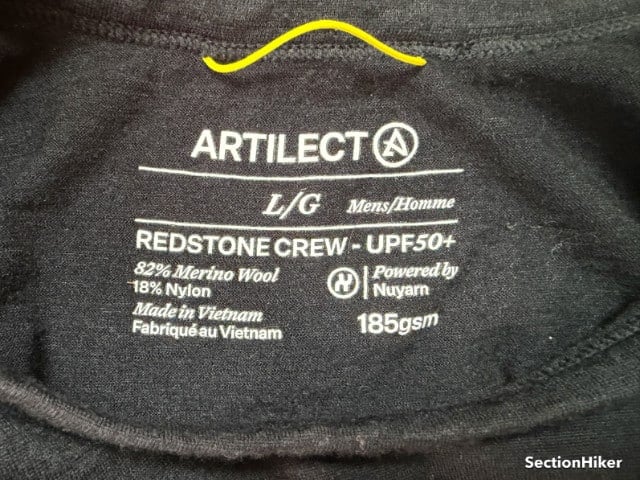 ARTILECT
L/G Mens/Homme
REDSTONE CREW - UPF50+
82% Merino Wool
18% Nylon
Powered by
Nuyarn
Made in Vietnam
Fabriqué au Vietnam
185gsm
SectionHiker